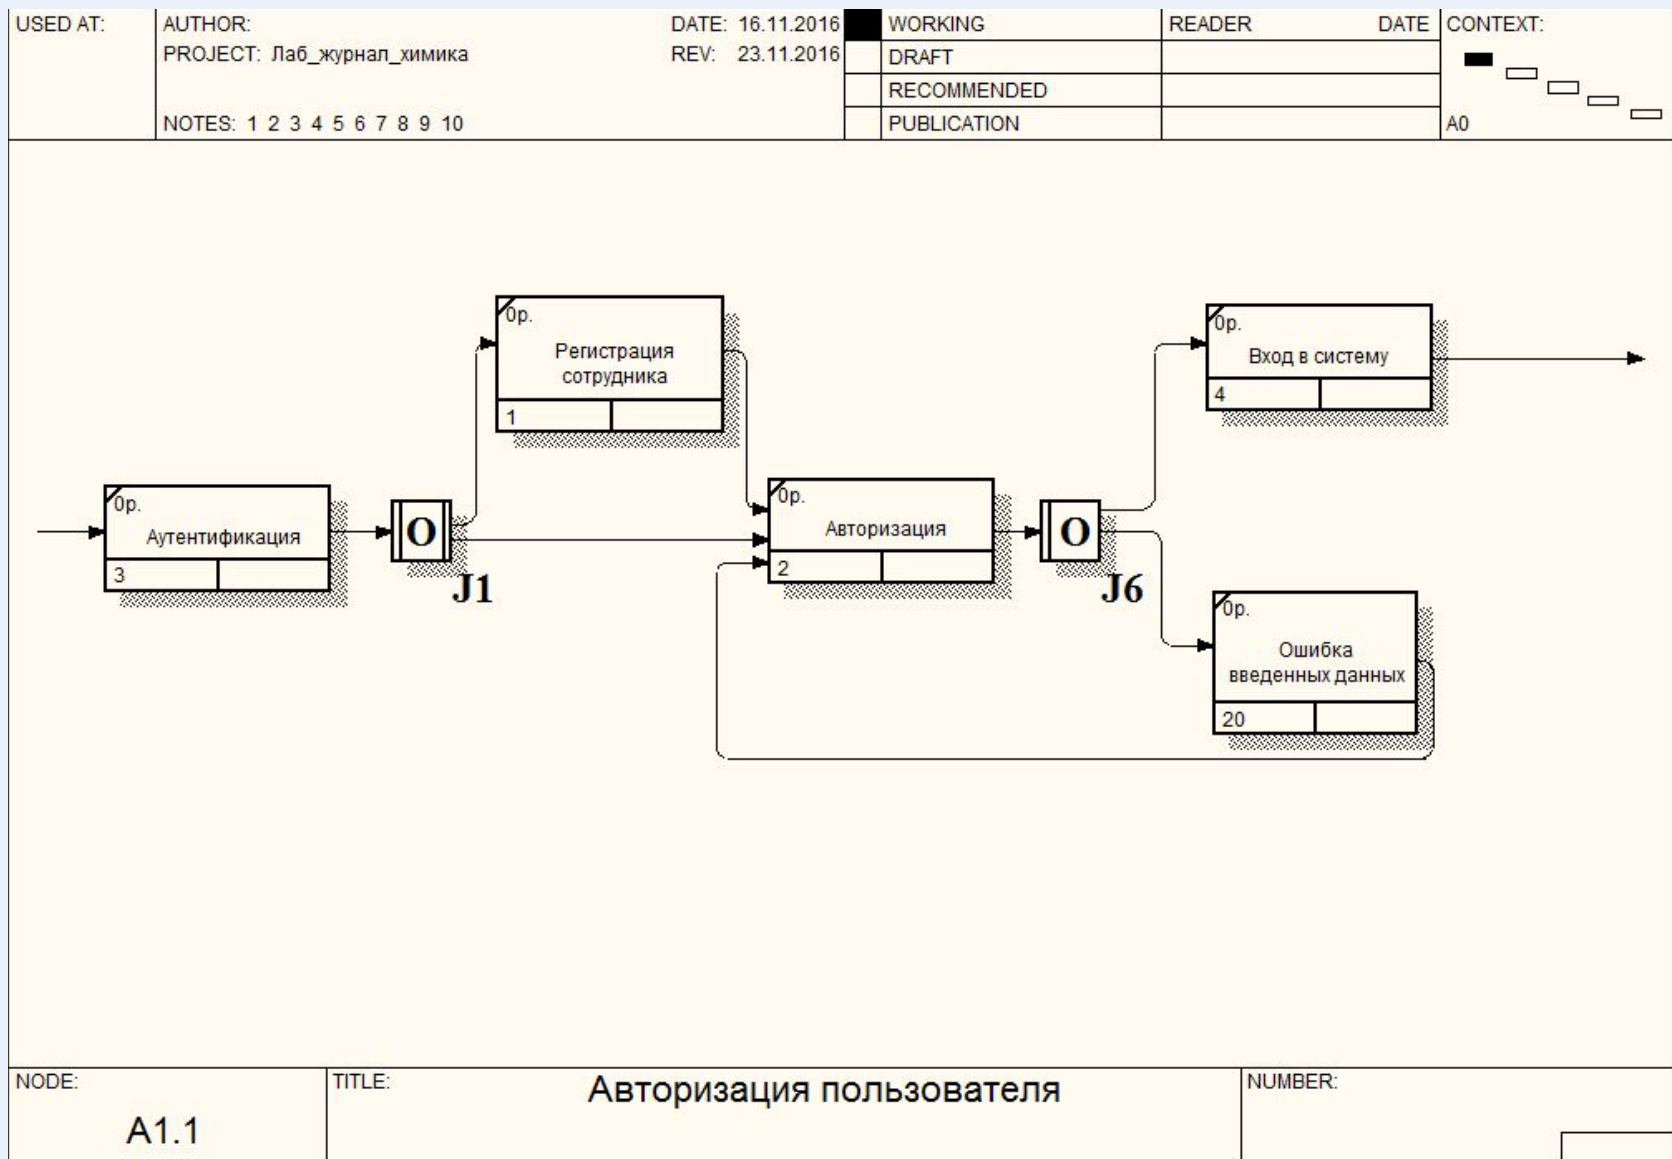 USED AT:
AUTHOR:
DATE: 16.11.2016
WORKING
READER
DATE
CONTEXT:
PROJECT: Лаб_журнал_химика
REV: 23.11.2016
DRAFT
RECOMMENDED
NOTES: 1 2 3 4 5 6 7 8 9 10
PUBLICATION
A0
0р.
Регистрация
сотрудника
1
0р.
Вход в систему
4
0р.
Аутентификация
3
O
J1
0р.
Авторизация
2
O
J6
0р.
Ошибка
введенных данных
20
NODE:
A1.1
TITLE:
Авторизация пользователя
NUMBER: